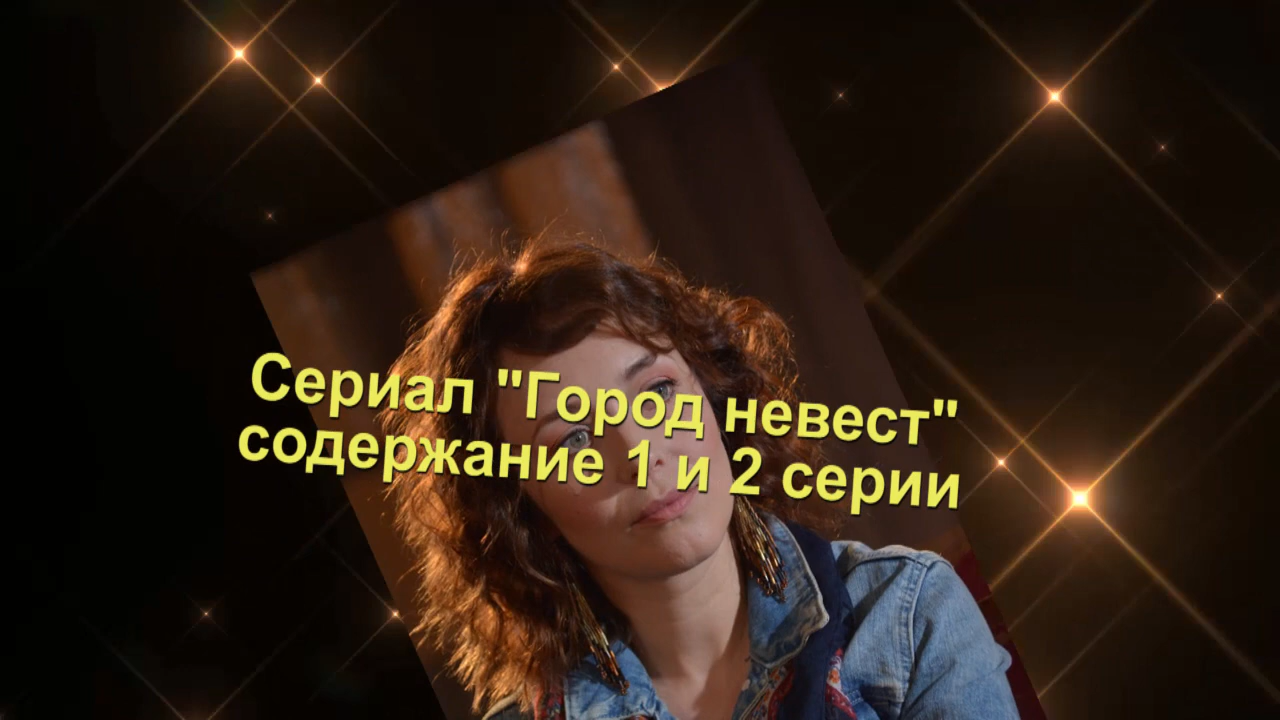 Сериал "Город невест"
содержание 1 и 2 серии